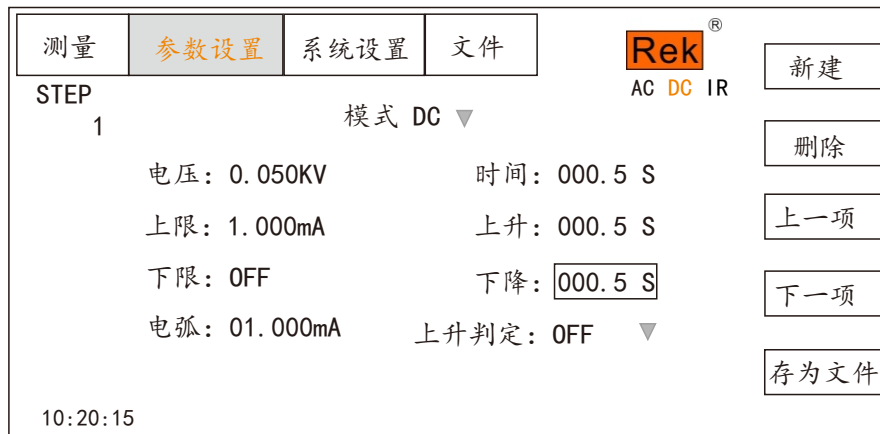 测量 参数设置 系统设置 文件 Rek® 新建
STEP AC DC IR
1 模式 DC ▼
删除
电压: 0.050KV 时间: 000.5 S
上限: 1.000mA 上升: 000.5 S 上一项
下限: OFF 下降: 000.5 S 下一项
电弧: 01.000mA 上升判定: OFF ▼
存为文件
10:20:15